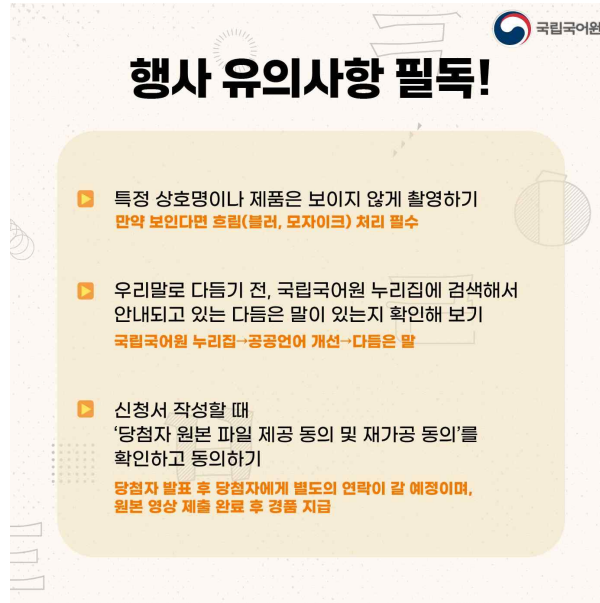 국립국어원
행사 유의사항 필독!
특정 상호명이나 제품은 보이지 않게 촬영하기
만약 보인다면 흐림(블러, 모자이크) 처리 필수
우리말로 다듬기 전, 국립국어원 누리집에 검색해서
안내되고 있는 다듬은 말이 있는지 확인해 보기
국립국어원 누리집→공공언어 개선→다듬은 말
신청서 작성할 때
‘당첨자 원본 파일 제공 동의 및 재가공 동의’를
확인하고 동의하기
당첨자 발표 후 당첨자에게 별도의 연락이 갈 예정이며,
원본 영상 제출 완료 후 경품 지급